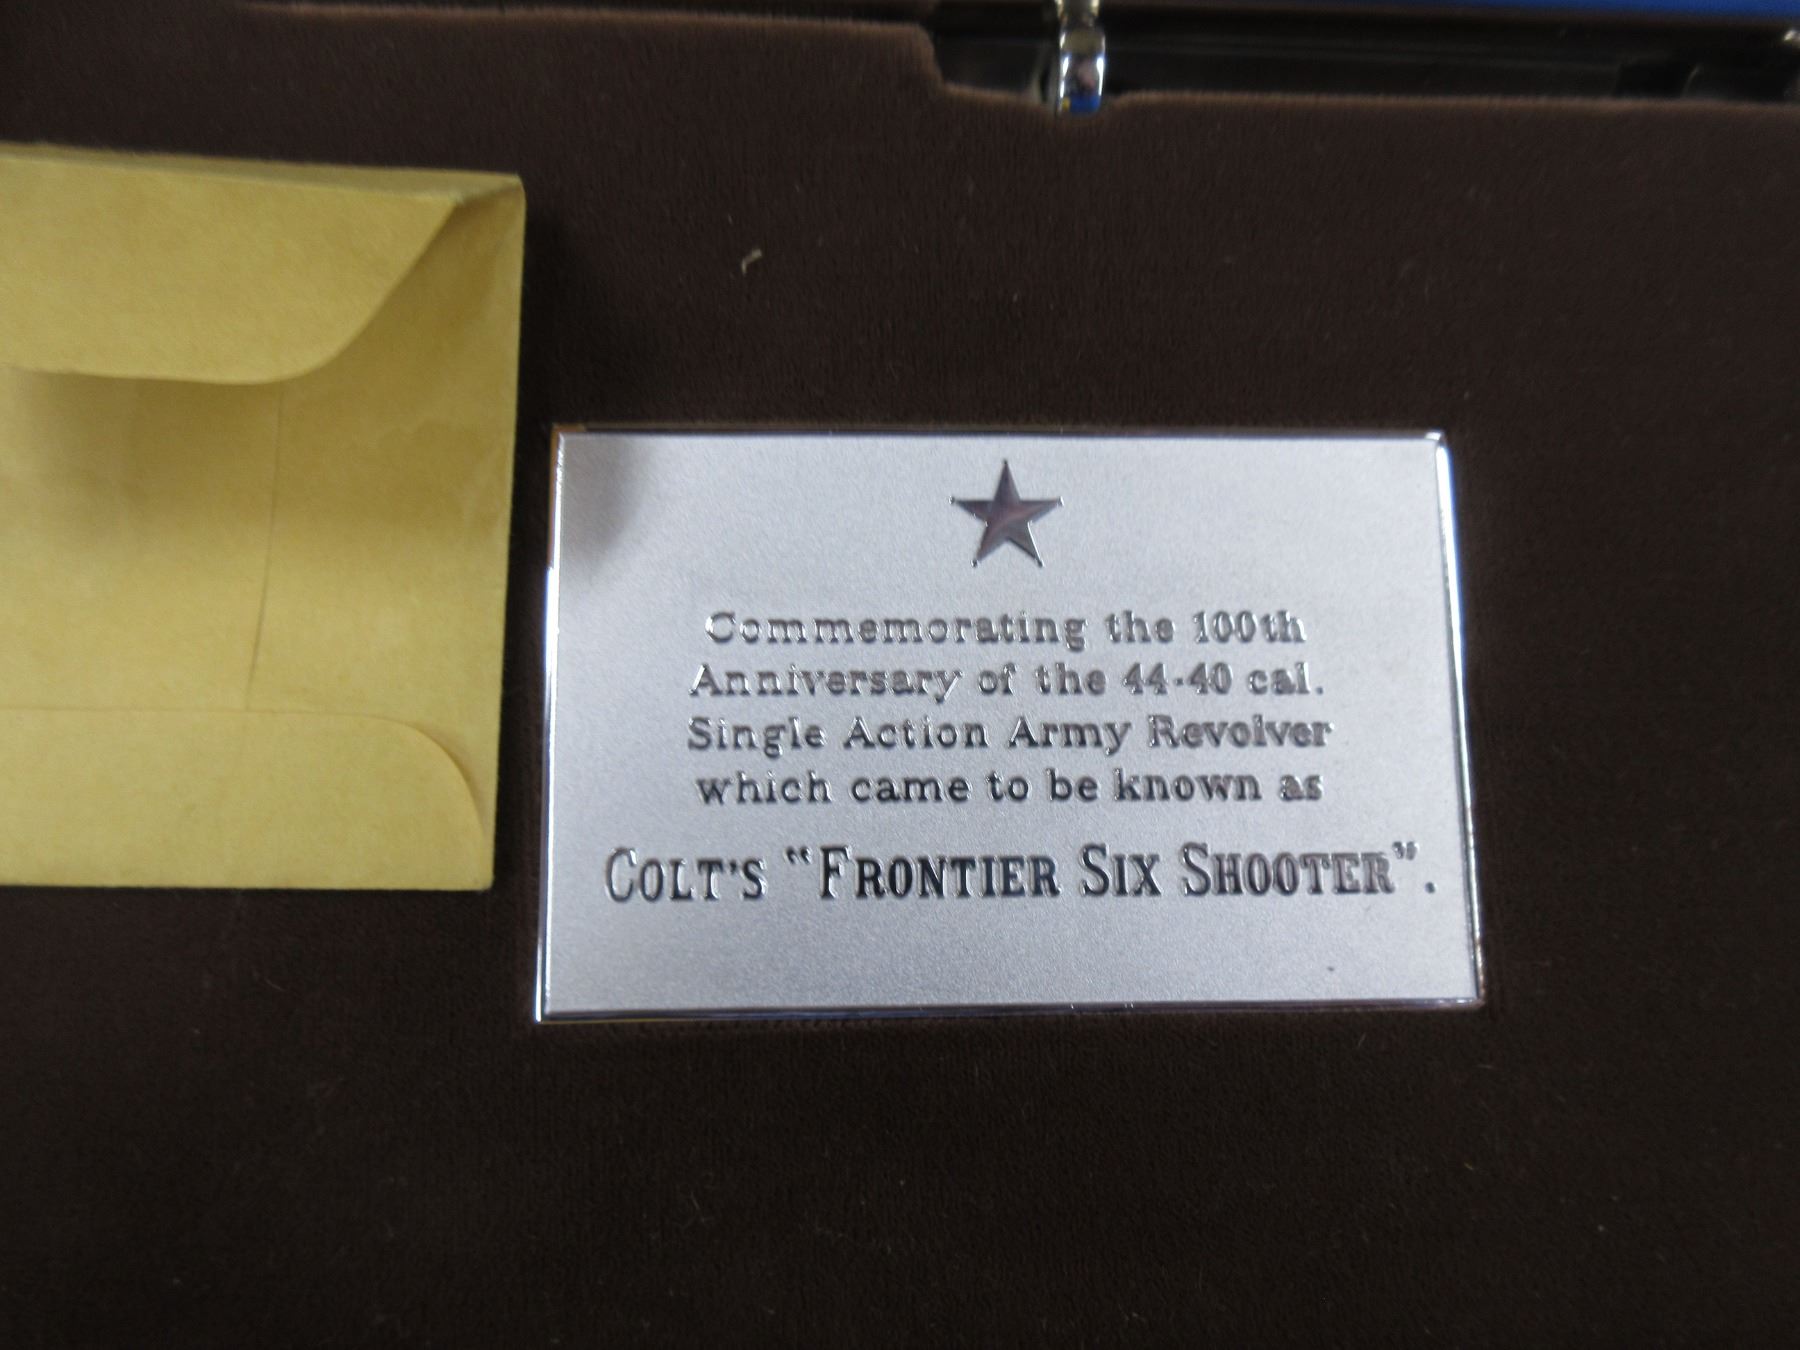 Commemorating the 100th
Anniversary of the 44-40 cal.
Single Action Army Revolver
which came to be known as
COLT'S "FRONTIER SIX SHOOTER".